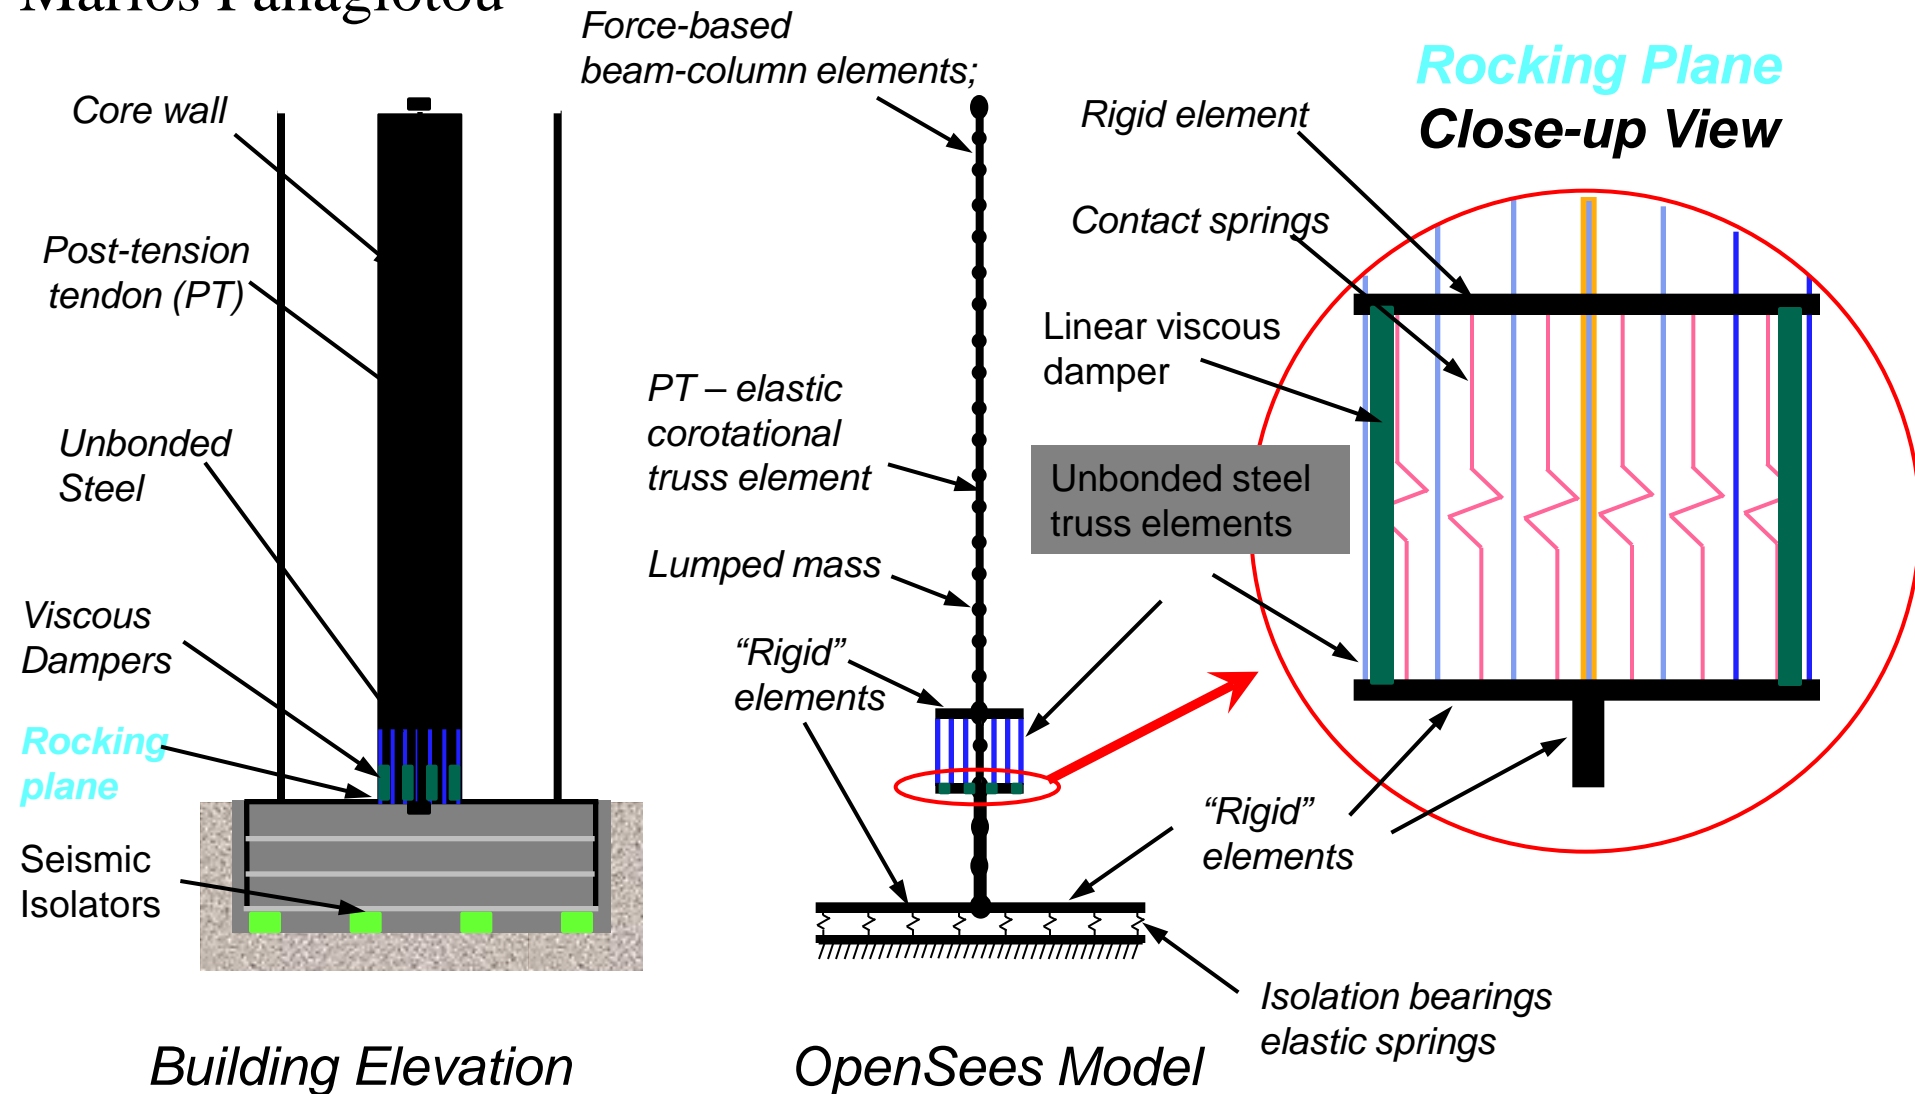 Marios Panagiotou
Force-based
beam-column elements;
Rocking Plane
Close-up View
Core wall
Rigid element
Contact springs
Post-tension
tendon (PT)
Linear viscous
damper
PT – elastic
corotational
truss element
Unbonded
Steel
Unbonded steel
truss elements
Lumped mass
Viscous
Dampers
“Rigid”
elements
Rocking
plane
“Rigid”
elements
Seismic
Isolators
Isolation bearings
elastic springs
Building Elevation
OpenSees Model